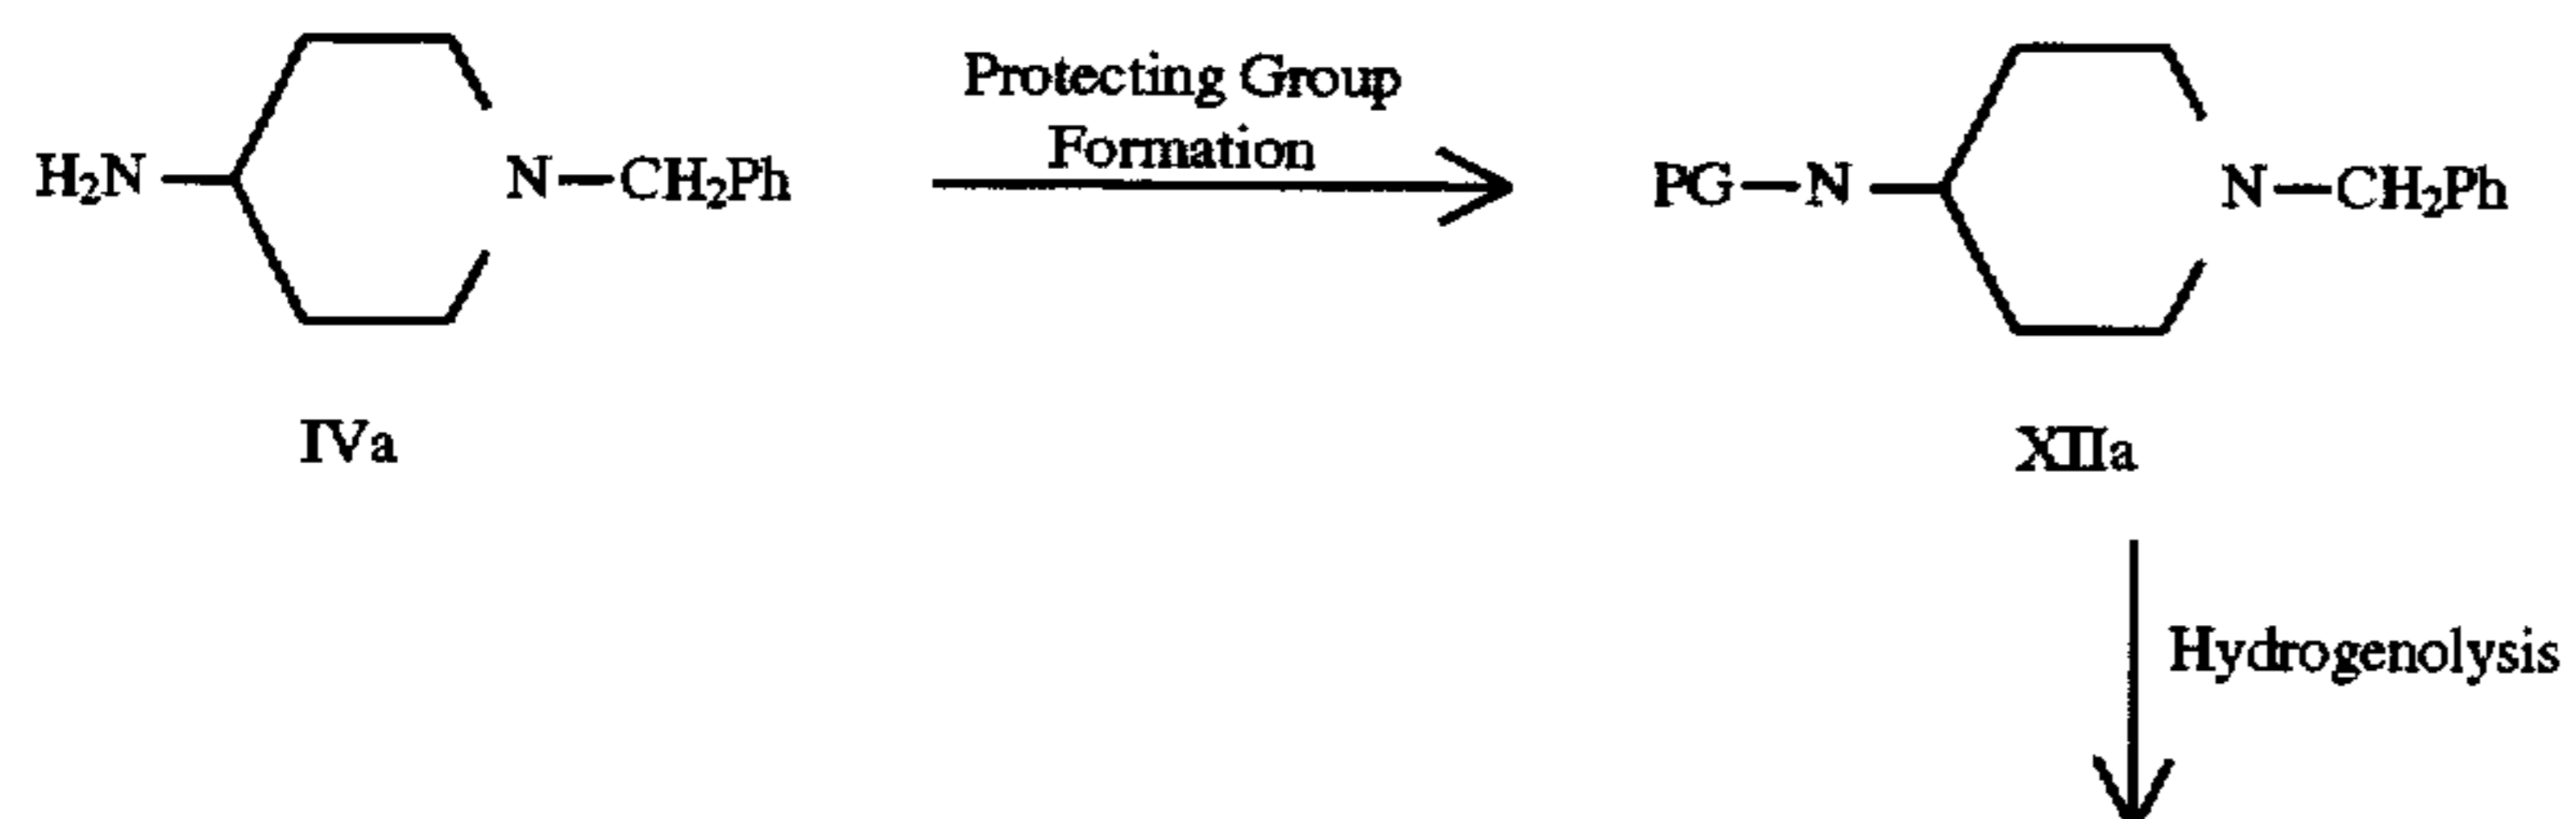 H₂N
N—CH₂Ph
Protecting Group
Formation
PG—N
N—CH₂Ph
IVa
XIIa
Hydrogenolysis